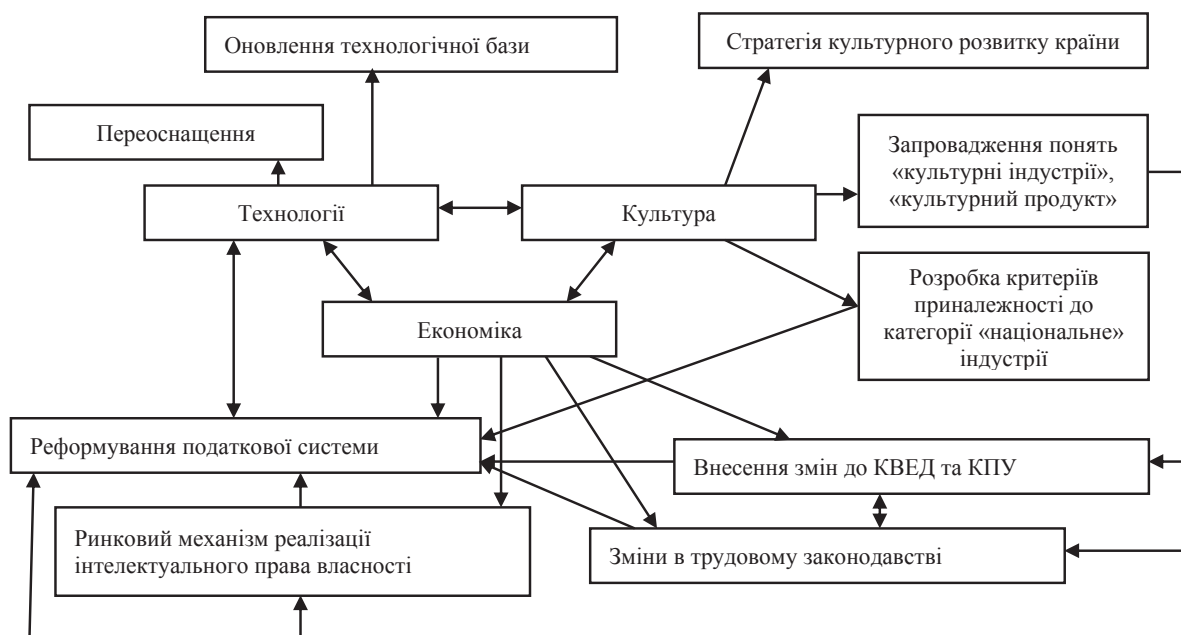 Оновлення технологічної бази
Стратегія культурного розвитку країни
Переоснащення
Запровадження понять
«культурні індустрії»,
«культурний продукт»
Технології
Культура
Розробка критеріїв
приналежності до
категорії «національне»
індустрії
Економіка
Реформування податкової системи
Внесення змін до КВЕД та КПУ
Ринковий механізм реалізації
інтелектуального права власності
Зміни в трудовому законодавстві